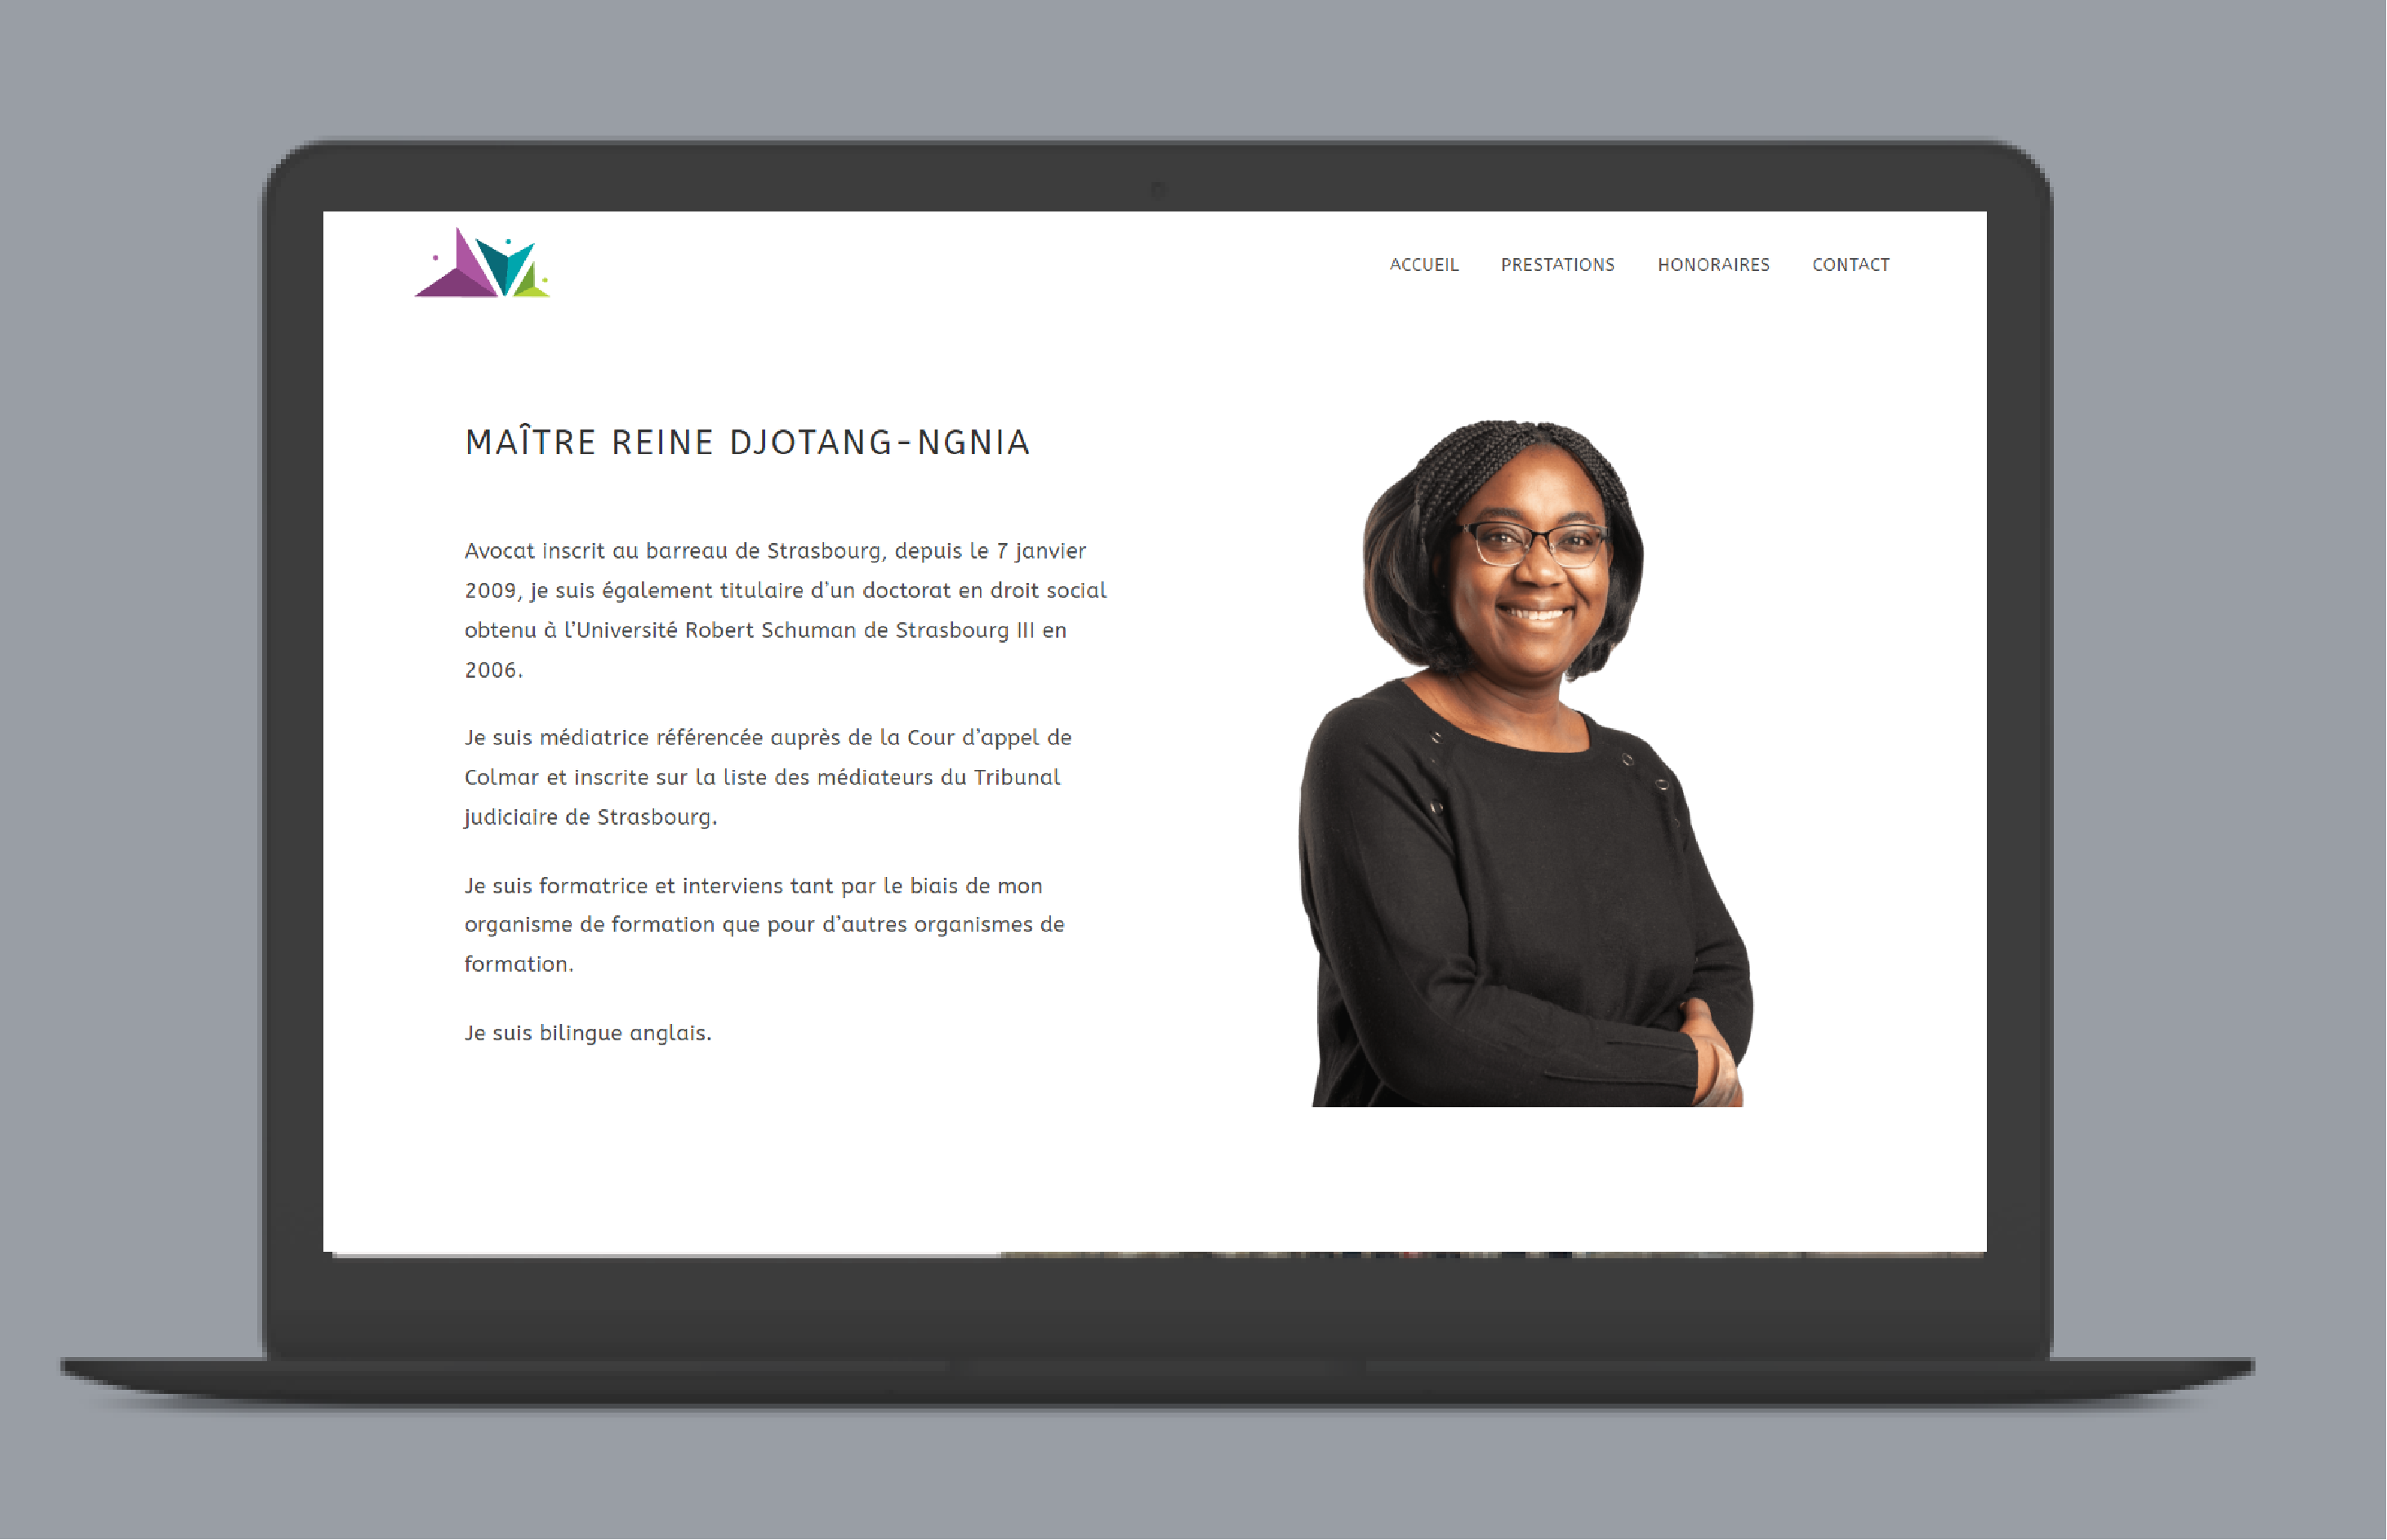 ACCUEIL PRESTATIONS HONORAIRES CONTACT
MAÎTRE REINE DJOTANG-NGNIA
Avocat inscrit au barreau de Strasbourg, depuis le 7 janvier
2009, je suis également titulaire d’un doctorat en droit social
obtenu à l’Université Robert Schuman de Strasbourg III en
2006.
Je suis médiatrice référencée auprès de la Cour d’appel de
Colmar et inscrite sur la liste des médiateurs du Tribunal
judiciaire de Strasbourg.
Je suis formatrice et interviens tant par le biais de mon
organisme de formation que pour d’autres organismes de
formation.
Je suis bilingue anglais.